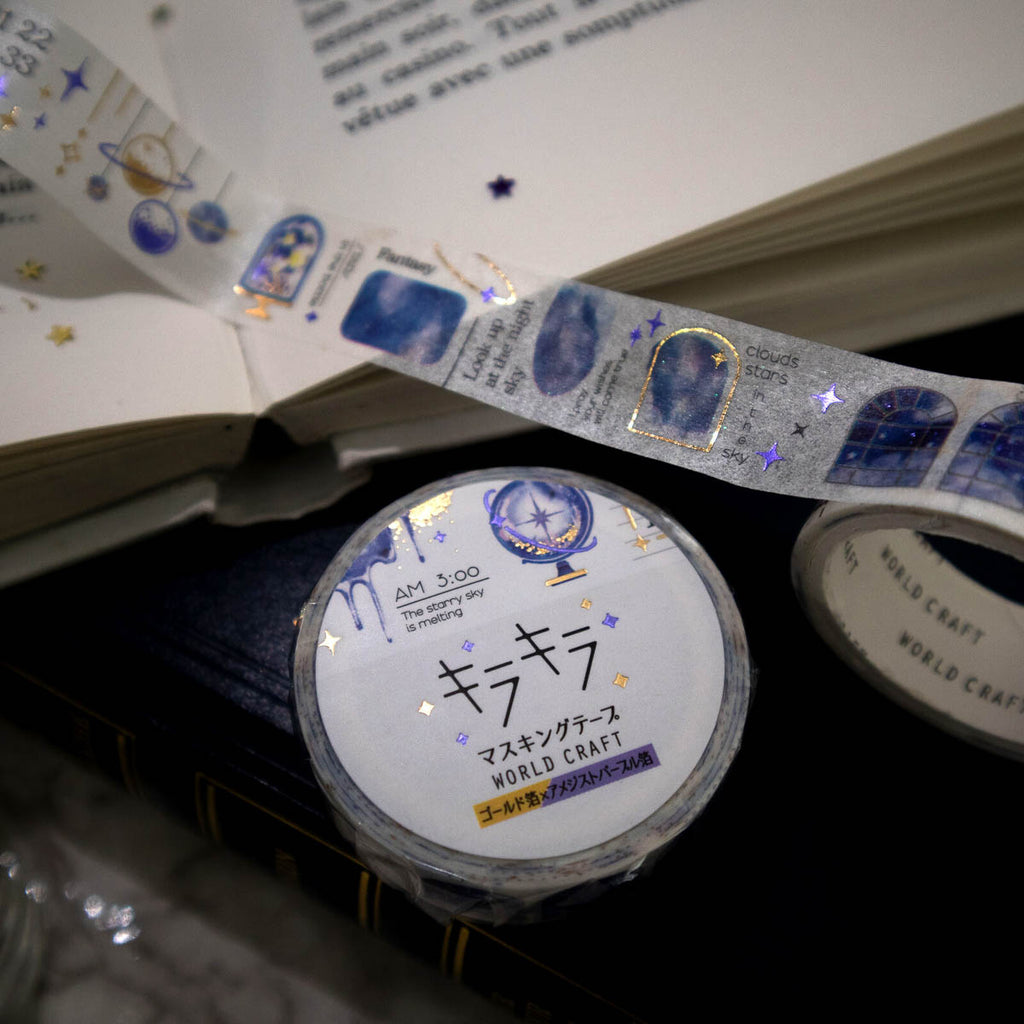 main soir.
au casino. Tout
vêtue avec une somptu
22
33
Fantasy
Look up
at the night
sky
clouds
stars
in
the
sky
AM 3:00
The starry sky
is melting
キラキラ
マスキングテープ
WORLD CRAFT
ゴールド箔×アメジストパープル箔
WORLD CRAFT
WORLD CRAFT